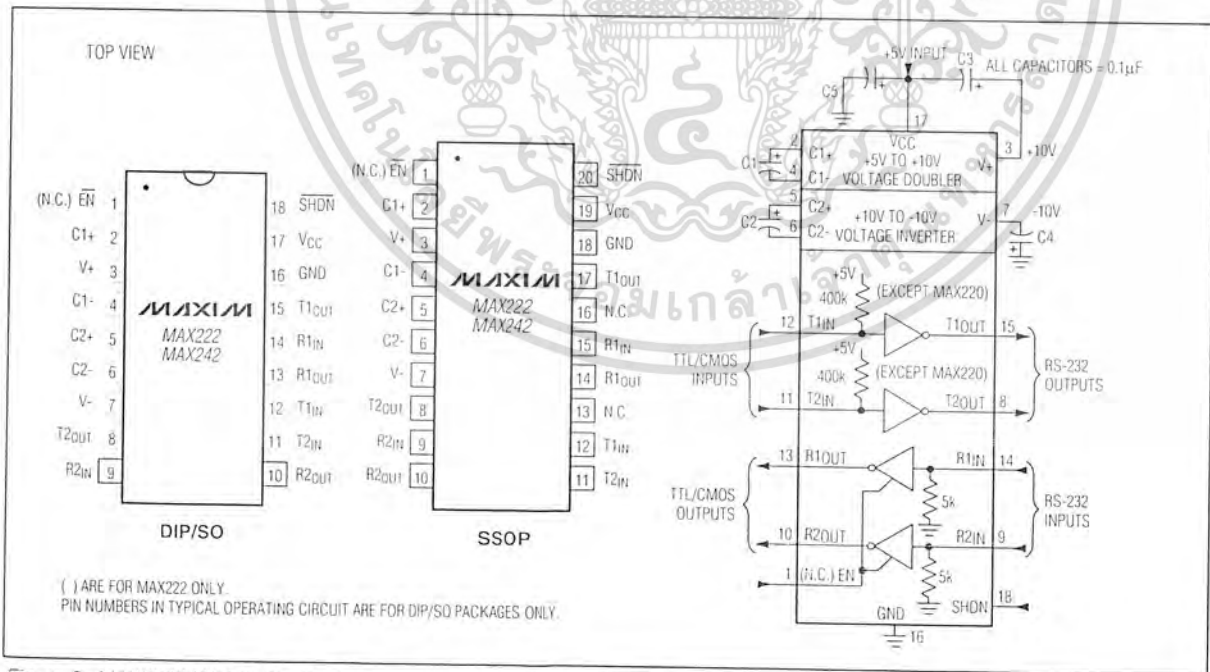 TOP VIEW
(N.C.) EN 1
C1+ 2
V+ 3
C1- 4
C2+ 5
C2- 6
V- 7
T2OUT 8
R2IN 9
18 SHDN
17 VCC
16 GND
15 T1OUT
14 R1IN
13 R1OUT
12 T1IN
11 T2IN
10 R2OUT
MAXIM
MAX222
MAX242
DIP/SO
(N.C.) EN 1
C1+ 2
V+ 3
C1- 4
C2+ 5
C2- 6
V- 7
T2OUT 8
R2IN 9
R2OUT 10
20 SHDN
19 VCC
18 GND
17 T1OUT
16 N.C.
15 R1IN
14 R1OUT
13 N.C.
12 T1IN
11 T2IN
MAXIM
MAX222
MAX242
SSOP
+5V INPUT
C3
ALL CAPACITORS = 0.1µF
C5
17
VCC
2 C1+
+5V TO +10V
C1
4 C1-
VOLTAGE DOUBLER
V+ 3 +10V
5 C2+
C2
6 C2-
+10V TO -10V
VOLTAGE INVERTER
V- 7 -10V
C4
+5V
400k
(EXCEPT MAX220)
12 T1IN
T1OUT 15
+5V
400k
(EXCEPT MAX220)
11 T2IN
T2OUT 8
TTL/CMOS
INPUTS
RS-232
OUTPUTS
13 R1OUT
R1IN 14
5k
10 R2OUT
R2IN 9
5k
TTL/CMOS
OUTPUTS
RS-232
INPUTS
1 (N.C.) EN
SHDN 18
GND
16
( ) ARE FOR MAX222 ONLY.
PIN NUMBERS IN TYPICAL OPERATING CIRCUIT ARE FOR DIP/SO PACKAGES ONLY.